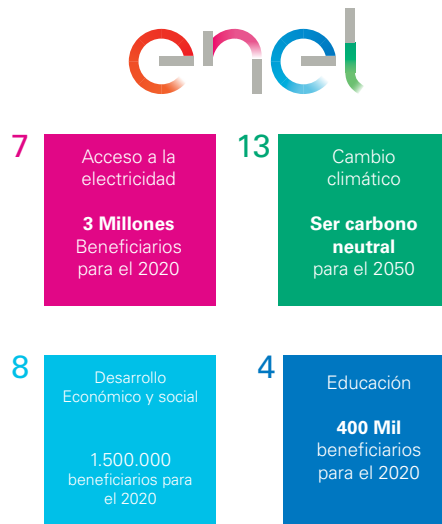 enel
7
Acceso a la
electricidad
3 Millones
Beneficiarios
para el 2020
13
Cambio
climático
Ser carbono
neutral
para el 2050
8
Desarrollo
Económico y social
1.500.000
beneficiarios para
el 2020
4
Educación
400 Mil
beneficiarios
para el 2020